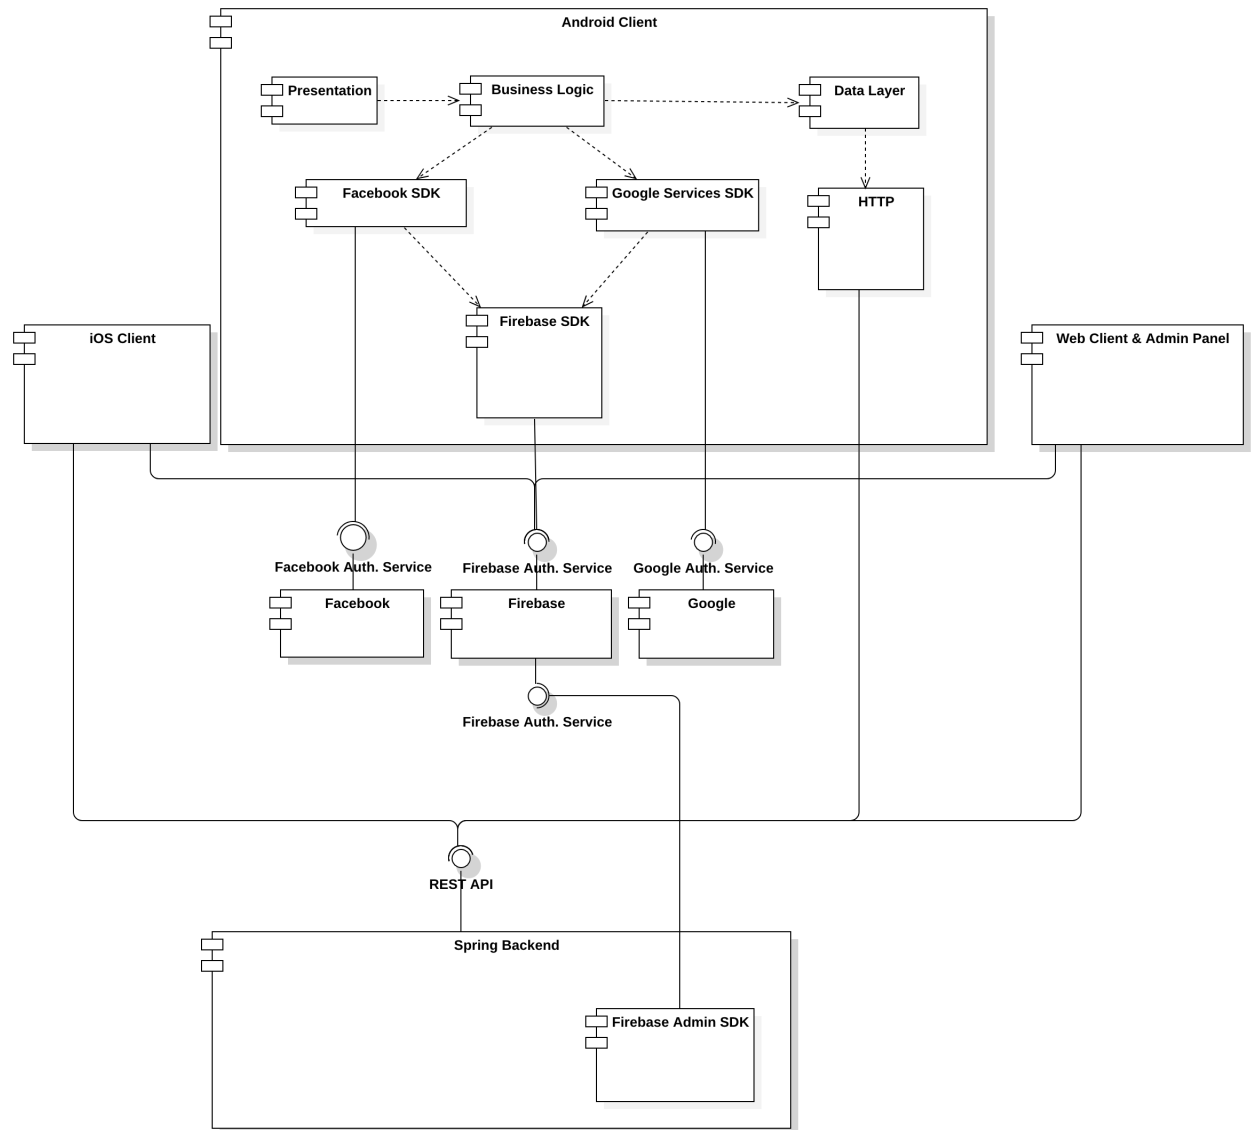 Android Client
Presentation
Business Logic
Data Layer
Facebook SDK
Google Services SDK
HTTP
Firebase SDK
iOS Client
Web Client & Admin Panel
Facebook Auth. Service
Firebase Auth. Service
Google Auth. Service
Facebook
Firebase
Google
Firebase Auth. Service
REST API
Spring Backend
Firebase Admin SDK